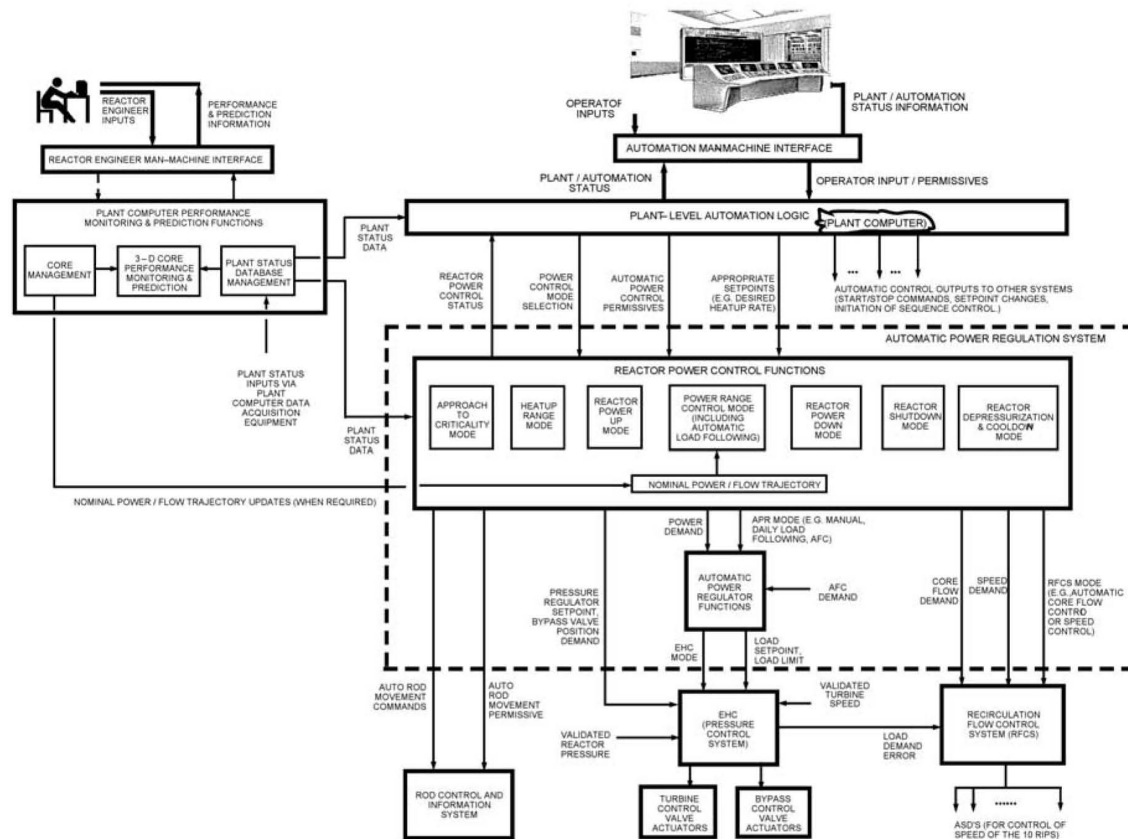 REACTOR
ENGINEER
INPUTS
PERFORMANCE
& PREDICTION
INFORMATION
REACTOR ENGINEER MAN–MACHINE INTERFACE
OPERATOR
INPUTS
PLANT / AUTOMATION
STATUS INFORMATION
AUTOMATION MAN–MACHINE INTERFACE
PLANT / AUTOMATION
STATUS
OPERATOR INPUT / PERMISSIVES
PLANT COMPUTER PERFORMANCE
MONITORING & PREDICTION FUNCTIONS
CORE
MANAGEMENT
3 – D CORE
PERFORMANCE
MONITORING &
PREDICTION
PLANT STATUS
DATABASE
MANAGEMENT
PLANT
STATUS
DATA
PLANT– LEVEL AUTOMATION LOGIC
(PLANT COMPUTER)
REACTOR
POWER
CONTROL
STATUS
POWER
CONTROL
MODE
SELECTION
AUTOMATIC
POWER
CONTROL
PERMISSIVES
APPROPRIATE
SETPOINTS
(E.G. DESIRED
HEATUP RATE)
...
...
AUTOMATIC CONTROL OUTPUTS TO OTHER SYSTEMS
(START/STOP COMMANDS, SETPOINT CHANGES,
INITIATION OF SEQUENCE CONTROL.)
AUTOMATIC POWER REGULATION SYSTEM
PLANT STATUS
INPUTS VIA
PLANT
COMPUTER DATA
ACQUISITION
EQUIPMENT
PLANT
STATUS
DATA
REACTOR POWER CONTROL FUNCTIONS
APPROACH
TO
CRITICALITY
MODE
HEATUP
RANGE
MODE
REACTOR
POWER
UP
MODE
POWER RANGE
CONTROL MODE
(INCLUDING
AUTOMATIC
LOAD FOLLOWING)
REACTOR
POWER
DOWN
MODE
REACTOR
SHUTDOWN
MODE
REACTOR
DEPRESSURIZATION
& COOLDOWN
MODE
NOMINAL POWER / FLOW TRAJECTORY
NOMINAL POWER / FLOW TRAJECTORY UPDATES (WHEN REQUIRED)
POWER
DEMAND
APR MODE (E.G. MANUAL,
DAILY LOAD
FOLLOWING, AFC)
AUTOMATIC
POWER
REGULATOR
FUNCTIONS
AFC
DEMAND
PRESSURE
REGULATOR
SETPOINT,
BYPASS VALVE
POSITION
DEMAND
CORE
FLOW
DEMAND
SPEED
DEMAND
RFCS MODE
(E.G.,AUTOMATIC
CORE FLOW
CONTROL
OR SPEED
CONTROL)
EHC
MODE
LOAD
SETPOINT,
LOAD LIMIT
AUTO ROD
MOVEMENT
COMMANDS
AUTO
ROD
MOVEMENT
PERMISSIVE
VALIDATED
TURBINE
SPEED
VALIDATED
REACTOR
PRESSURE
EHC
(PRESSURE
CONTROL
SYSTEM)
LOAD
DEMAND
ERROR
RECIRCULATION
FLOW CONTROL
SYSTEM (RFCS)
ROD CONTROL AND
INFORMATION
SYSTEM
TURBINE
CONTROL
VALVE
ACTUATORS
BYPASS
CONTROL
VALVE
ACTUATORS
......
ASD'S (FOR CONTROL OF
SPEED OF THE 10 RIPS)